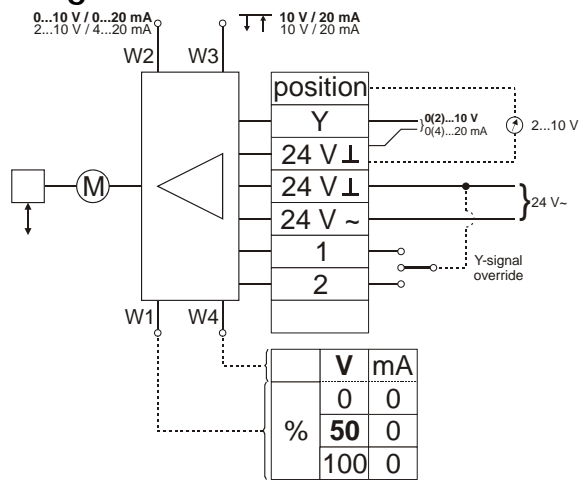 0...10 V / 0...20 mA
2...10 V / 4...20 mA
10 V / 20 mA
10 V / 20 mA
W2
W3
position
Y
0(2)...10 V
0(4)...20 mA
2...10 V
24 V ⊥
24 V ⊥
24 V ~
24 V~
M
1
2
Y-signal
override
W1
W4
V mA
0 0
% 50 0
100 0